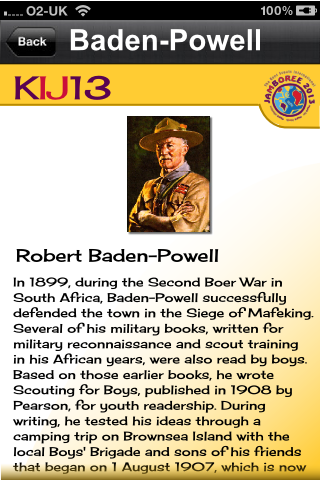 O2-UK 100%
Back Baden-Powell
KIJ13
JAMBOREE 2013
Robert Baden-Powell
In 1899, during the Second Boer War in
South Africa, Baden-Powell successfully
defended the town in the Siege of Mafeking.
Several of his military books, written for
military reconnaissance and scout training
in his African years, were also read by boys.
Based on those earlier books, he wrote
Scouting for Boys, published in 1908 by
Pearson, for youth readership. During
writing, he tested his ideas through a
camping trip on Brownsea Island with the
local Boys' Brigade and sons of his friends
that began on 1 August 1907, which is now